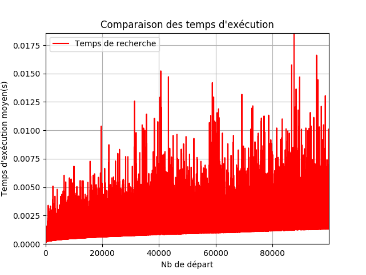 Comparaison des temps d'exécution
Temps de recherche
Temps d'exécution moyen(s)
0.0175
0.0150
0.0125
0.0100
0.0075
0.0050
0.0025
0.0000
0 20000 40000 60000 80000
Nb de départ